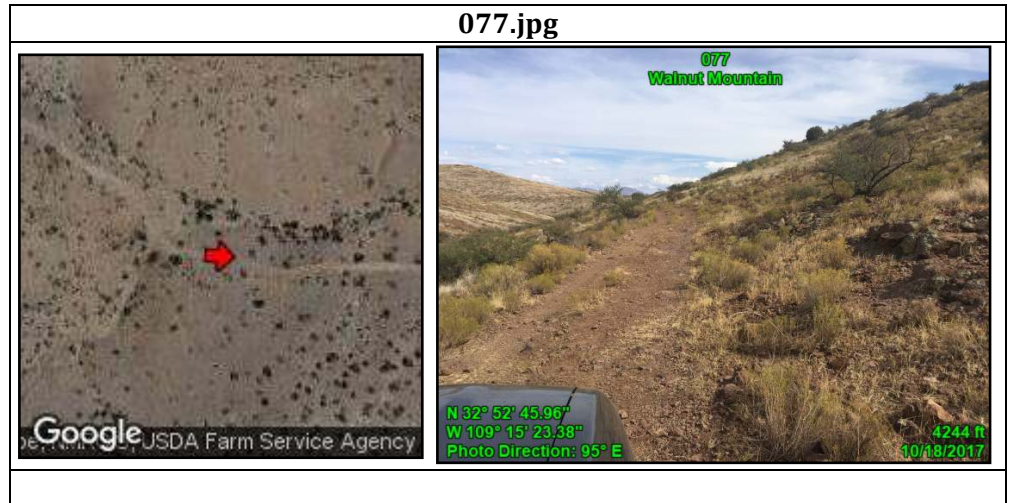 077.jpg
077
Walnut Mountain
N 32° 52' 45.96"
W 109° 15' 23.38"
Photo Direction: 95° E
4244 ft
10/18/2017
Google
USDA Farm Service Agency